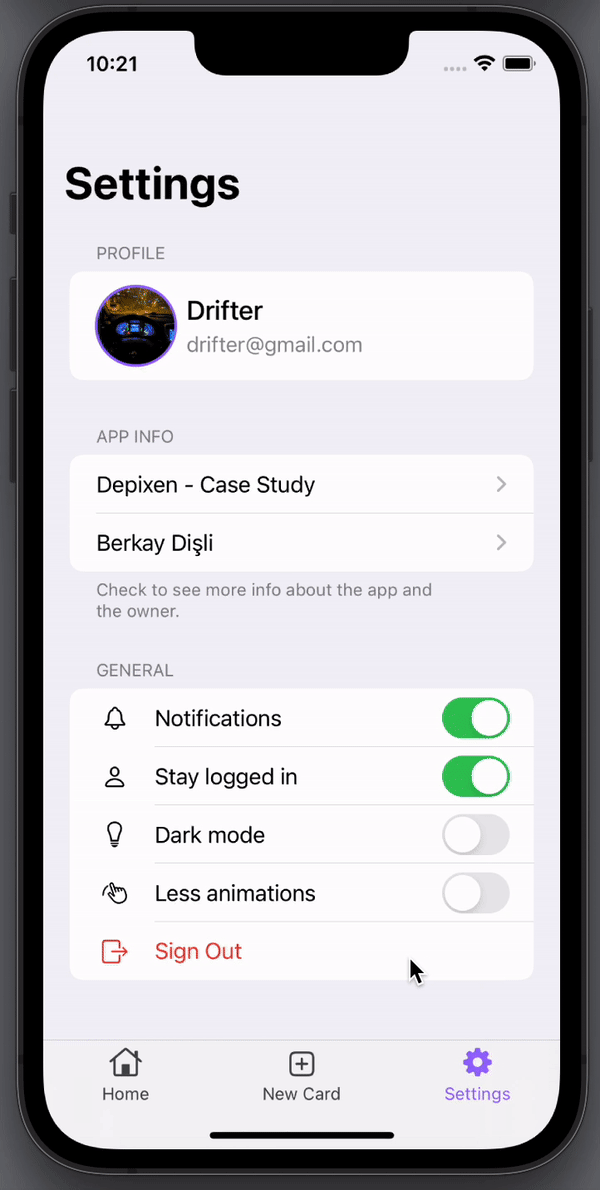 10:21
Settings
PROFILE
Drifter
drifter@gmail.com
APP INFO
Depixen - Case Study
Berkay Dişli
Check to see more info about the app and
the owner.
GENERAL
Notifications
Stay logged in
Dark mode
Less animations
Sign Out
Home
New Card
Settings